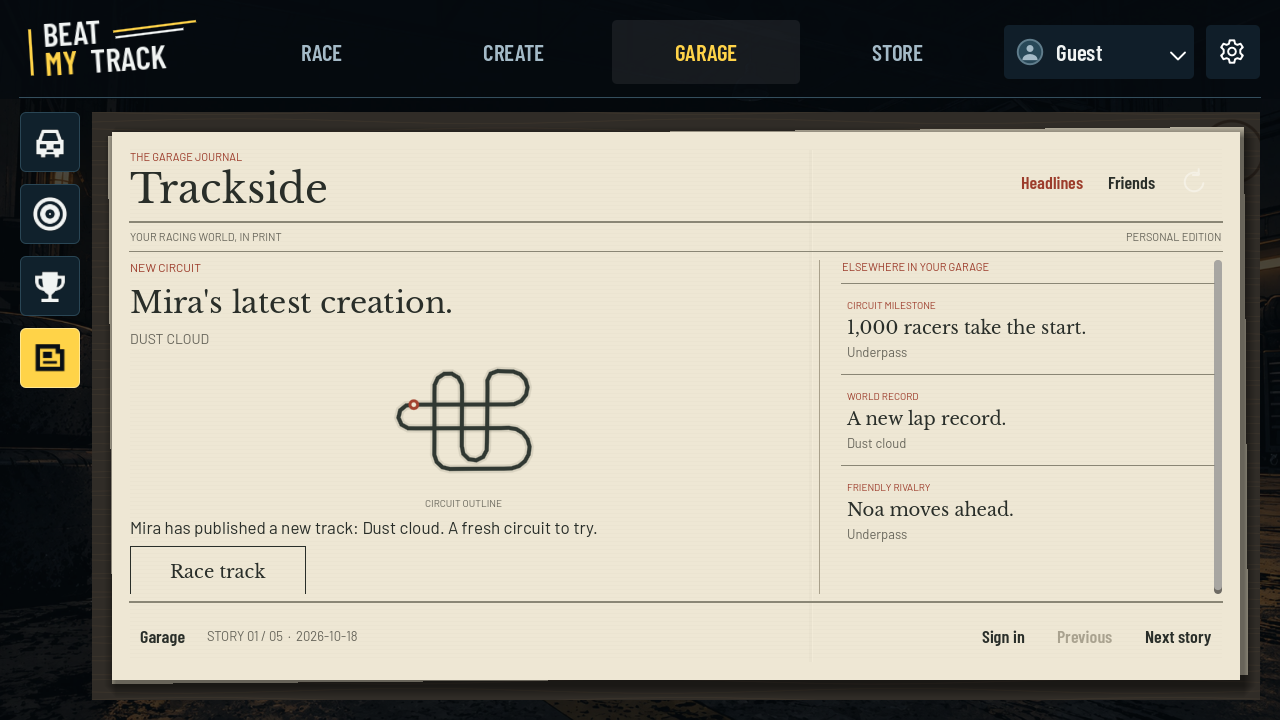 BEAT
MY TRACK
RACE
CREATE
GARAGE
STORE
Guest
THE GARAGE JOURNAL
Trackside
Headlines
Friends
YOUR RACING WORLD, IN PRINT
PERSONAL EDITION
NEW CIRCUIT
Mira's latest creation.
DUST CLOUD
CIRCUIT OUTLINE
Mira has published a new track: Dust cloud. A fresh circuit to try.
Race track
ELSEWHERE IN YOUR GARAGE
CIRCUIT MILESTONE
1,000 racers take the start.
Underpass
WORLD RECORD
A new lap record.
Dust cloud
FRIENDLY RIVALRY
Noa moves ahead.
Underpass
Garage
STORY 01 / 05 · 2026-10-18
Sign in
Previous
Next story